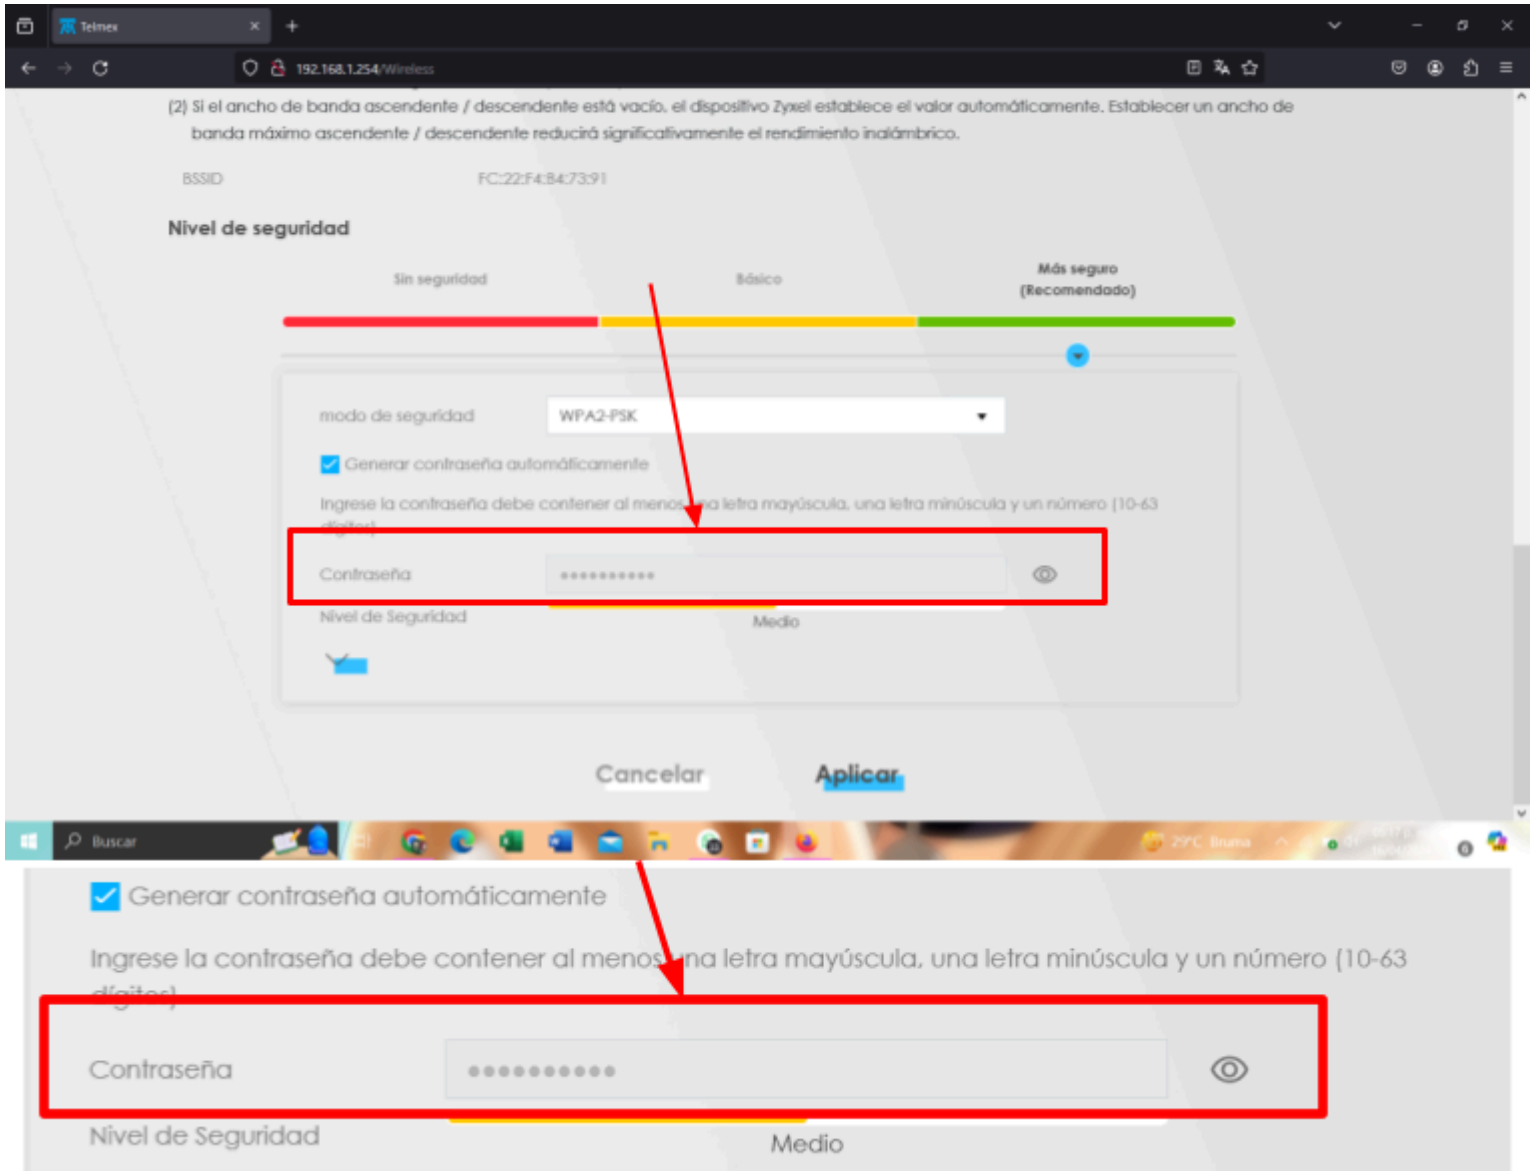 Telmex
192.168.1.254/Wireless
(2) Si el ancho de banda ascendente / descendente está vacío, el dispositivo Zyxel establece el valor automáticamente. Establecer un ancho de
banda máximo ascendente / descendente reducirá significativamente el rendimiento inalámbrico.
BSSID FC:22:F4:B4:73:91
Nivel de seguridad
Sin seguridad Básico Más seguro
(Recomendado)
modo de seguridad WPA2-PSK
Generar contraseña automáticamente
Ingrese la contraseña debe contener al menos una letra mayúscula, una letra minúscula y un número (10-63
dígitos)
Contraseña ••••••••••
Nivel de Seguridad
Medio
Cancelar Aplicar
Buscar 29°C Bruma
Generar contraseña automáticamente
Ingrese la contraseña debe contener al menos una letra mayúscula, una letra minúscula y un número (10-63
dígitos)
Contraseña ••••••••••
Nivel de Seguridad
Medio